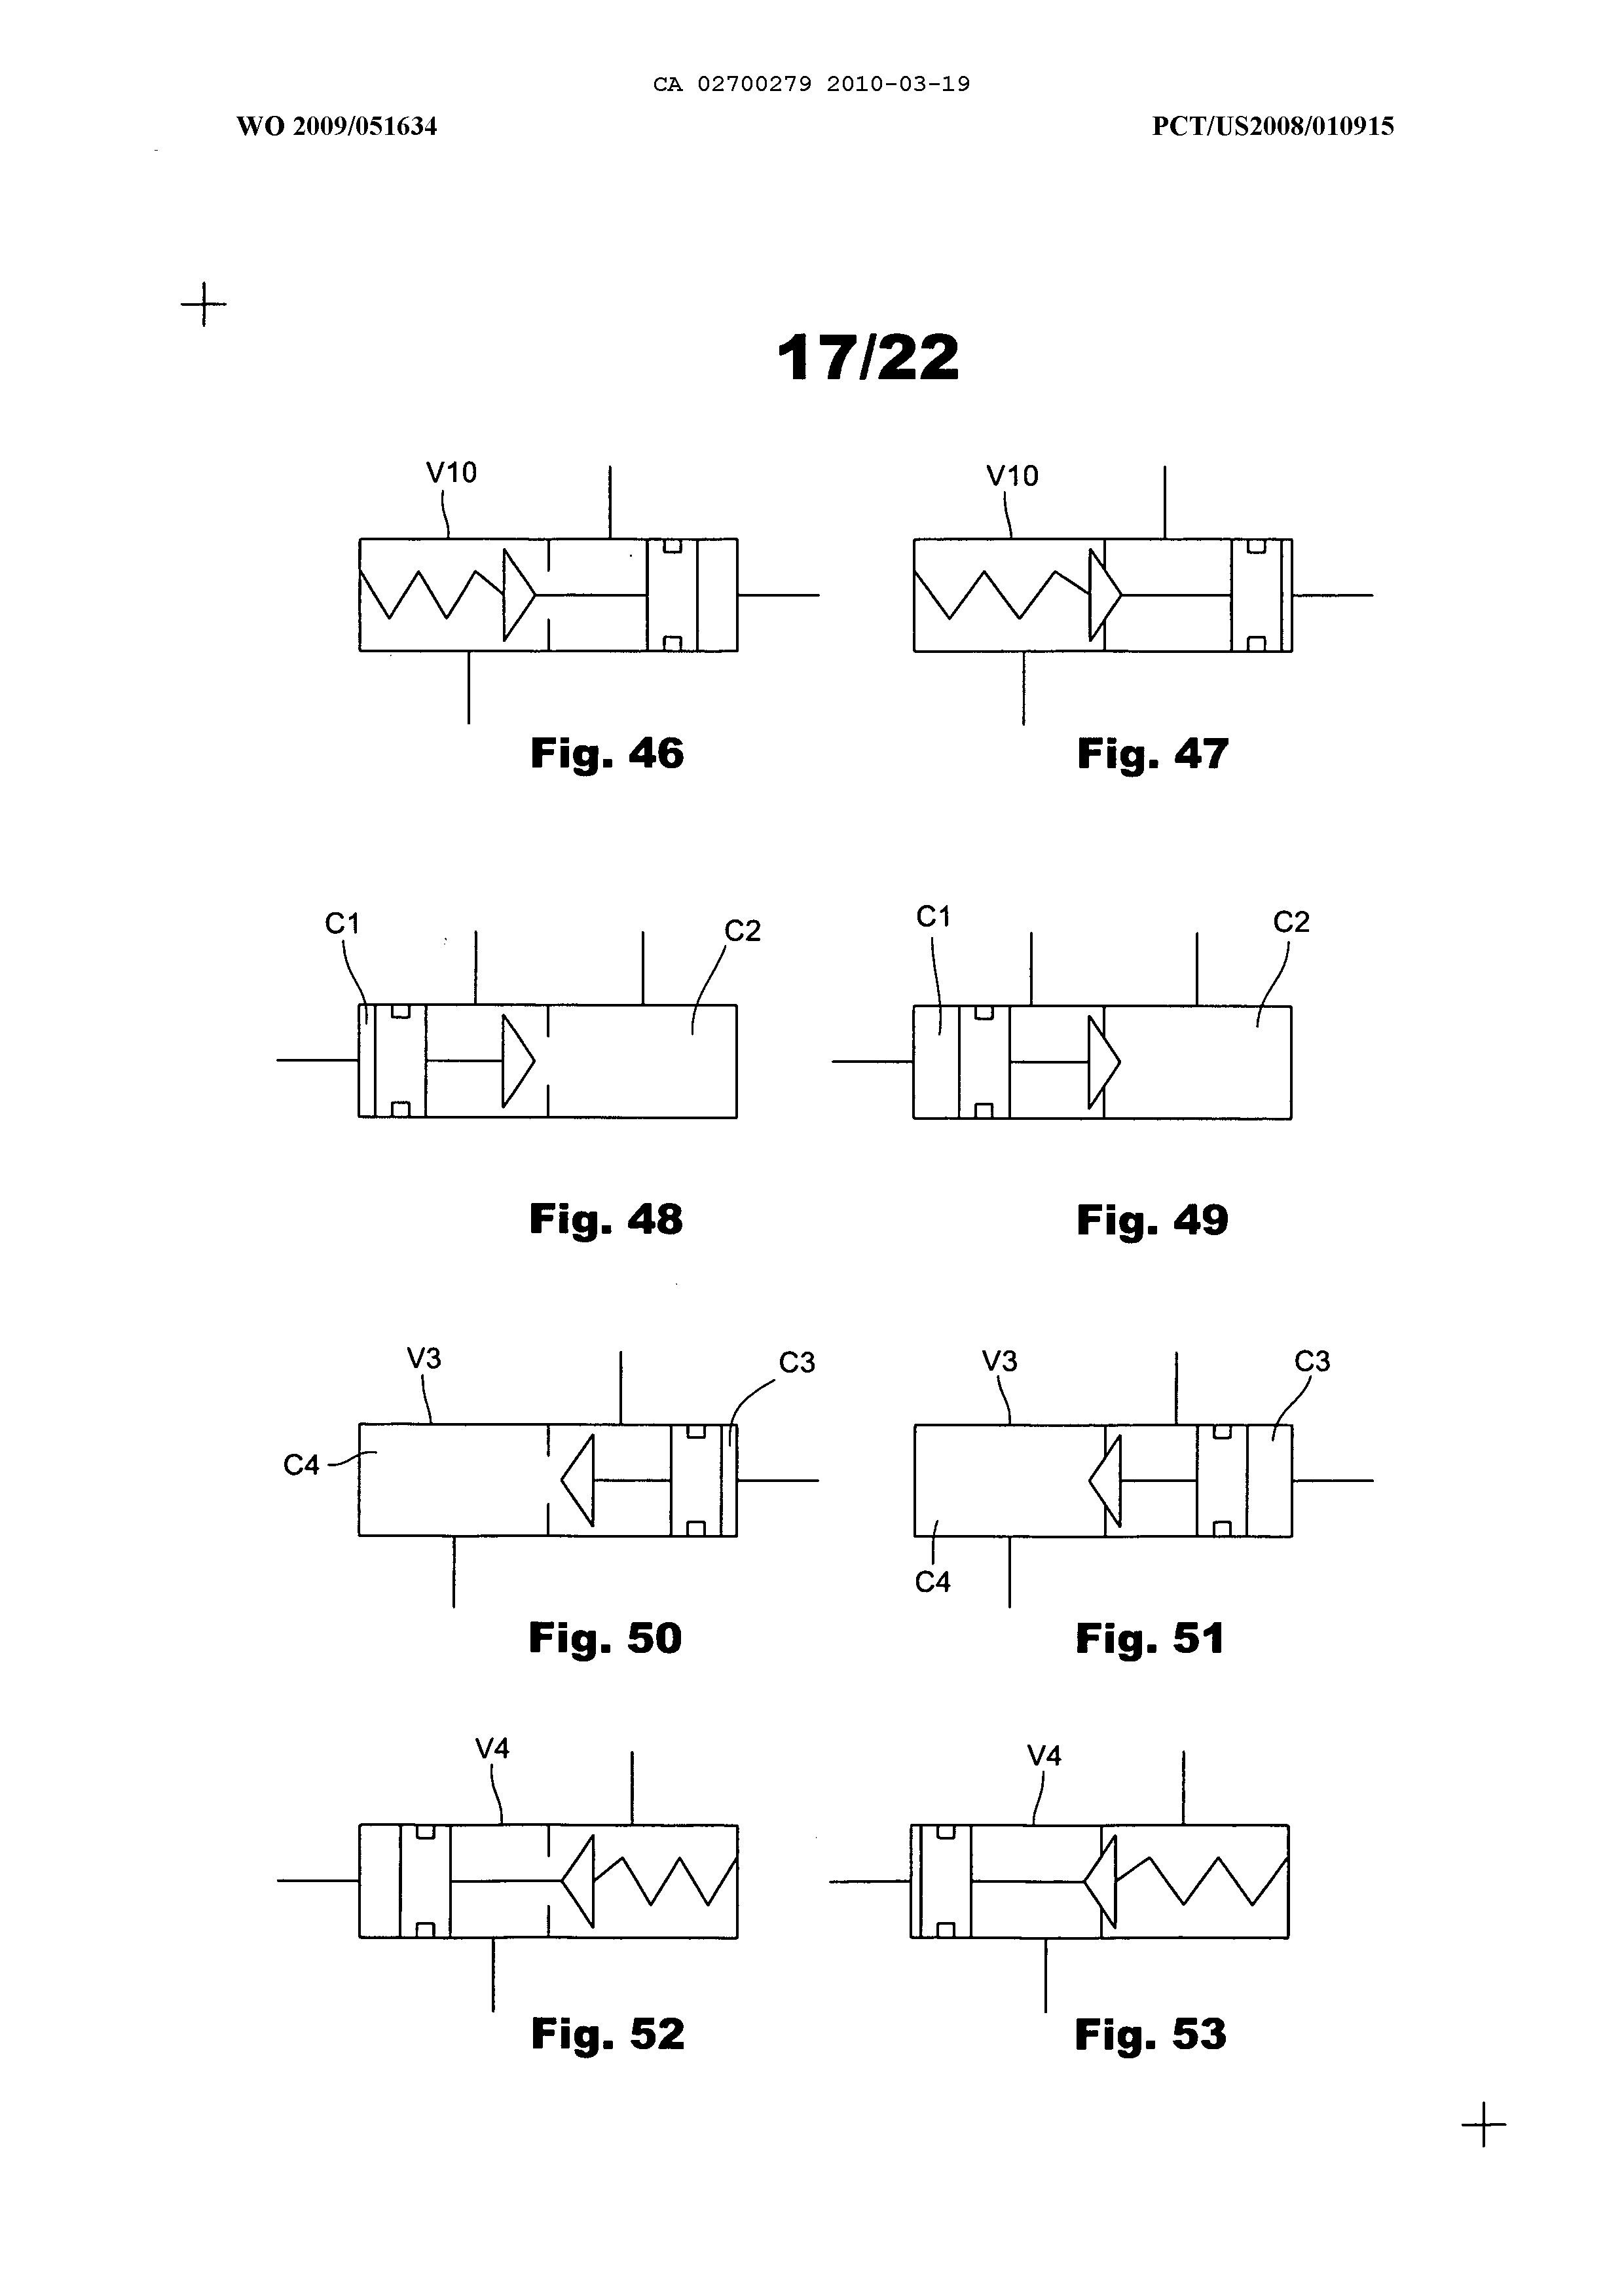 CA 02700279 2010-03-19
WO 2009/051634 PCT/US2008/010915
17/22
V10 V10
Fig. 46 Fig. 47
C1 C2 C1 C2
Fig. 48 Fig. 49
V3 C3 V3 C3
C4
C4
Fig. 50 Fig. 51
V4 V4
Fig. 52 Fig. 53